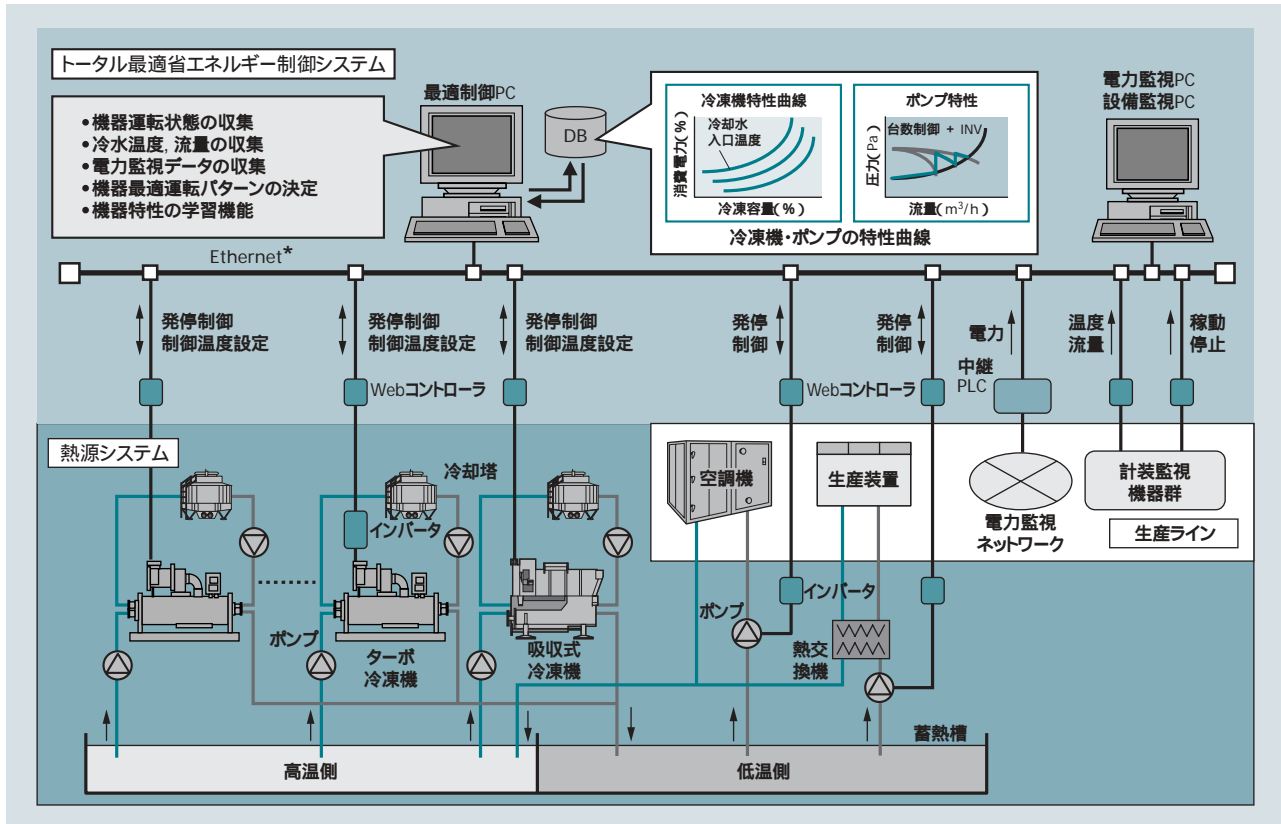 トータル最適省エネルギー制御システム
•機器運転状態の収集
•冷水温度, 流量の収集
•電力監視データの収集
•機器最適運転パターンの決定
•機器特性の学習機能
最適制御PC
DB
冷凍機特性曲線
消費電力(%)
冷却水
入口温度
冷凍容量(%)
ポンプ特性
圧力(Pa)
台数制御 + INV
流量(m³/h)
冷凍機・ポンプの特性曲線
電力監視PC
設備監視PC
Ethernet*
発停制御
制御温度設定
発停制御
制御温度設定
発停制御
制御温度設定
発停
制御
発停
制御
電力
温度
流量
稼動
停止
Webコントローラ
Webコントローラ
中継
PLC
熱源システム
冷却塔
インバータ
空調機
生産装置
電力監視
ネットワーク
計装監視
機器群
生産ライン
ポンプ
ターボ
冷凍機
吸収式
冷凍機
ポンプ
インバータ
熱交
換機
蓄熱槽
高温側
低温側